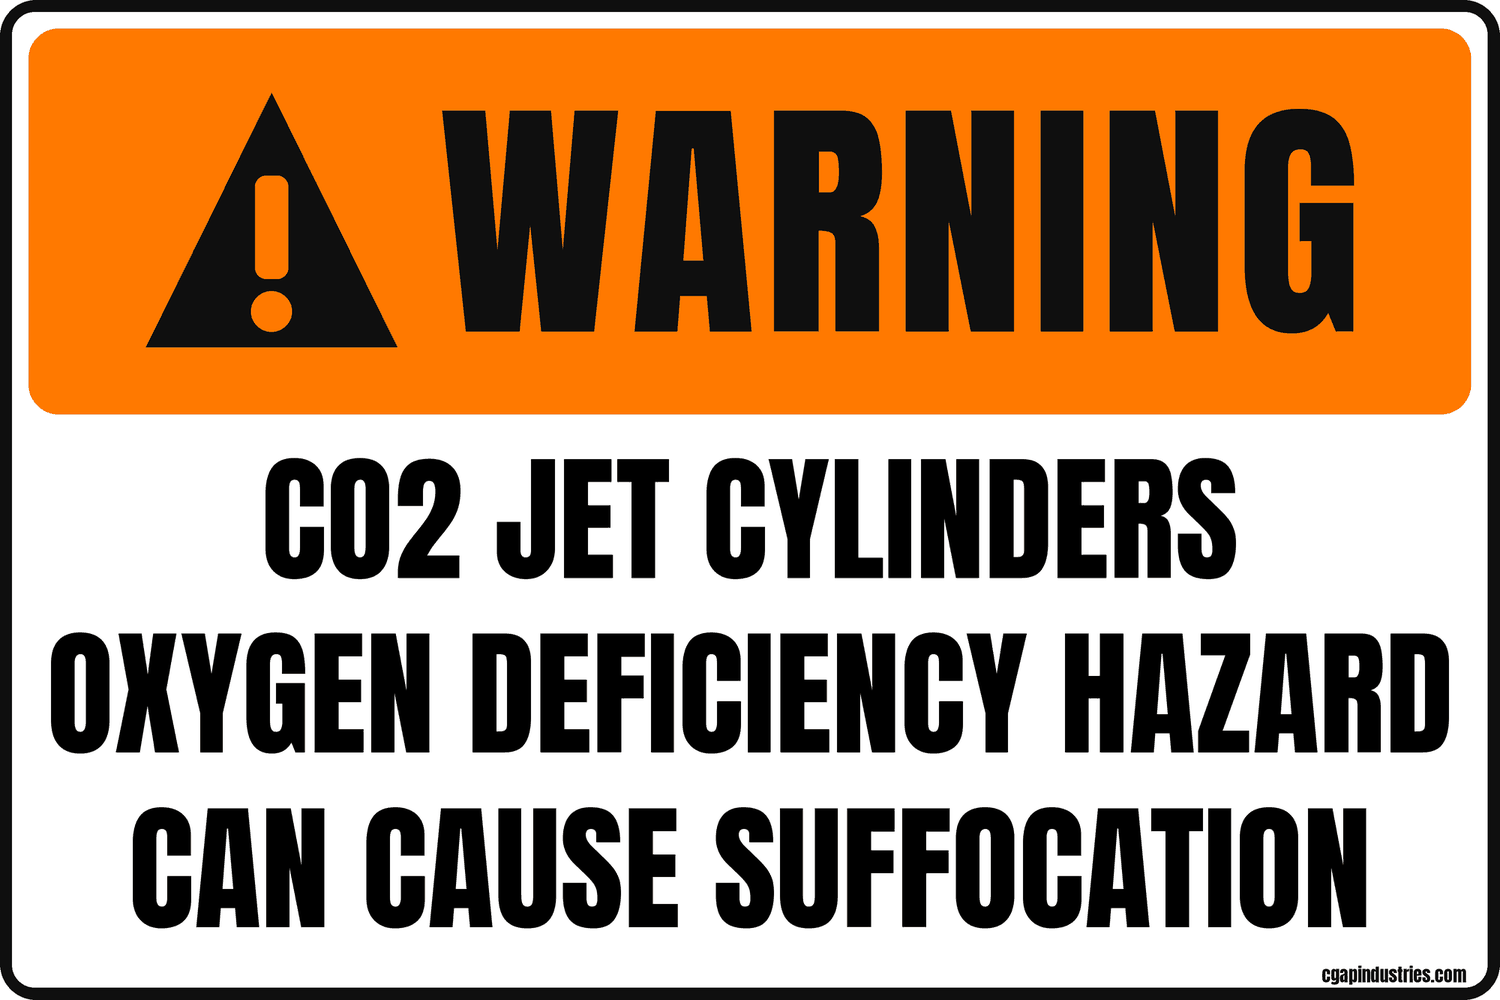 WARNING
CO2 JET CYLINDERS
OXYGEN DEFICIENCY HAZARD
CAN CAUSE SUFFOCATION
cgapindustries.com